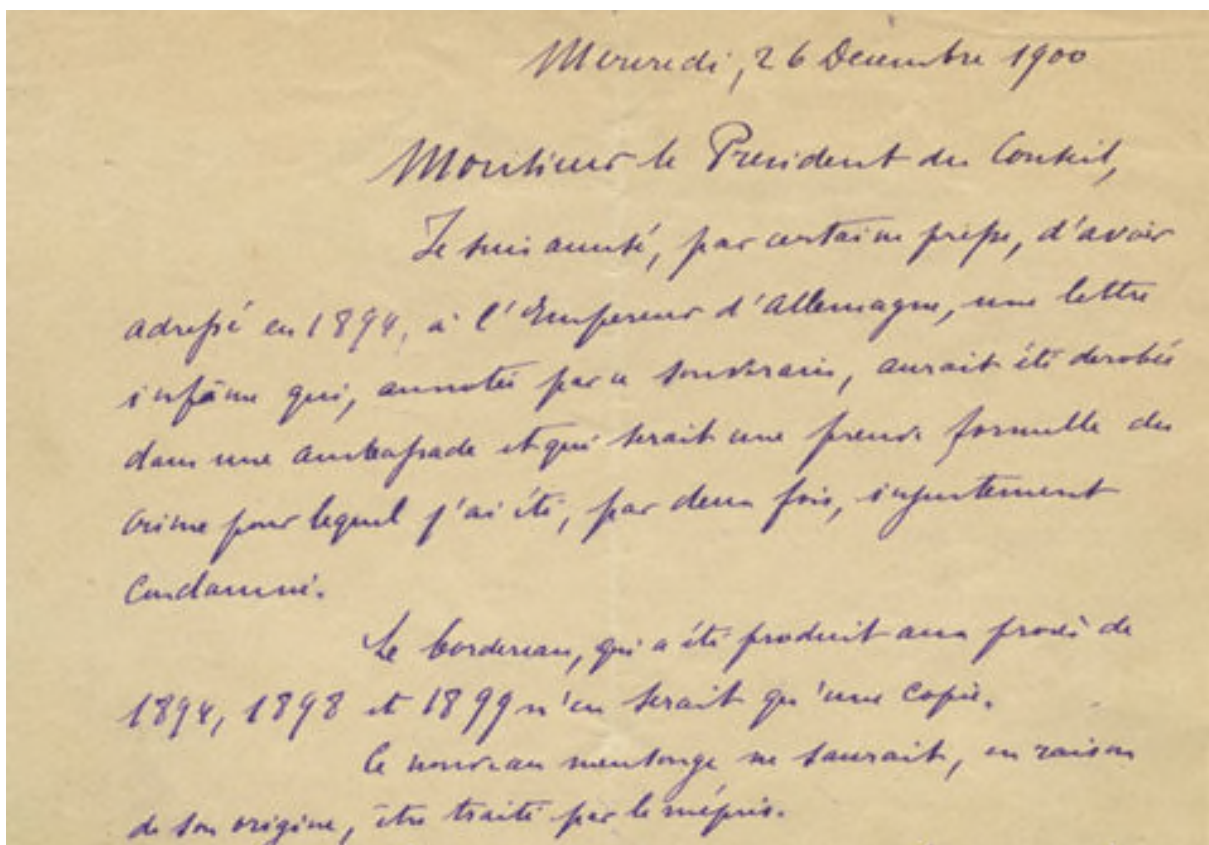 Mercredi, 26 Décembre 1900
Monsieur le Président du Conseil,
Je suis accusé, par certaine presse, d'avoir
adressé en 1894, à l'Empereur d'Allemagne, une lettre
infâme qui, annotée par ce souverain, aurait été dérobée
dans une ambassade et qui serait une preuve formelle du
crime pour lequel j'ai été, par deux fois, injustement
condamné.
Le bordereau, qui a été produit aux procès de
1894, 1898 et 1899 n'en serait qu'une copie.
Ce nouveau mensonge ne saurait, en raison
de son origine, être traité par le mépris.